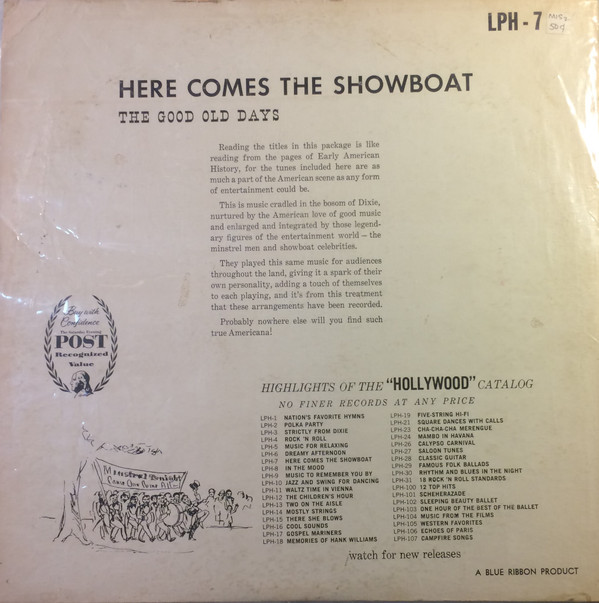 LPH - 7
50¢
HERE COMES THE SHOWBOAT
THE GOOD OLD DAYS
Reading the titles in this package is like
reading from the pages of Early American
History, for the tunes included here are as
much a part of the American scene as any form
of entertainment could be.
This is music cradled in the bosom of Dixie,
nurtured by the American love of good music
and enlarged and integrated by those legend-
ary figures of the entertainment world – the
minstrel men and showboat celebrities.
They played this same music for audiences
throughout the land, giving it a spark of their
own personality, adding a touch of themselves
to each playing, and it's from this treatment
that these arrangements have been recorded.
Probably nowhere else will you find such
true Americana!
Buy with
Confidence
The Saturday Evening
POST
Recognized
Value
HIGHLIGHTS OF THE "HOLLYWOOD" CATALOG
NO FINER RECORDS AT ANY PRICE
LPH-1 NATION'S FAVORITE HYMNS
LPH-2 POLKA PARTY
LPH-3 STRICTLY FROM DIXIE
LPH-4 ROCK 'N ROLL
LPH-5 MUSIC FOR RELAXING
LPH-6 DREAMY AFTERNOON
LPH-7 HERE COMES THE SHOWBOAT
LPH-8 IN THE MOOD
LPH-9 MUSIC TO REMEMBER YOU BY
LPH-10 JAZZ AND SWING FOR DANCING
LPH-11 WALTZ TIME IN VIENNA
LPH-12 THE CHILDREN'S HOUR
LPH-13 TWO ON THE AISLE
LPH-14 MOSTLY STRINGS
LPH-15 THERE SHE BLOWS
LPH-16 COOL SOUNDS
LPH-17 GOSPEL MARINERS
LPH-18 MEMORIES OF HANK WILLIAMS
LPH-19 FIVE-STRING HI-FI
LPH-21 SQUARE DANCES WITH CALLS
LPH-23 CHA-CHA-CHA MERENGUE
LPH-24 MAMBO IN HAVANA
LPH-26 CALYPSO CARNIVAL
LPH-27 SALOON TUNES
LPH-28 CLASSIC GUITAR
LPH-29 FAMOUS FOLK BALLADS
LPH-30 RHYTHM AND BLUES IN THE NIGHT
LPH-31 18 ROCK 'N ROLL STANDARDS
LPH-100 12 TOP HITS
LPH-101 SCHEHERAZADE
LPH-102 SLEEPING BEAUTY BALLET
LPH-103 ONE HOUR OF THE BEST OF THE BALLET
LPH-104 MUSIC FROM THE FILMS
LPH-105 WESTERN FAVORITES
LPH-106 ECHOES OF PARIS
LPH-107 CAMPFIRE SONGS
Minstrel Tonight
Come One Come All
watch for new releases
A BLUE RIBBON PRODUCT